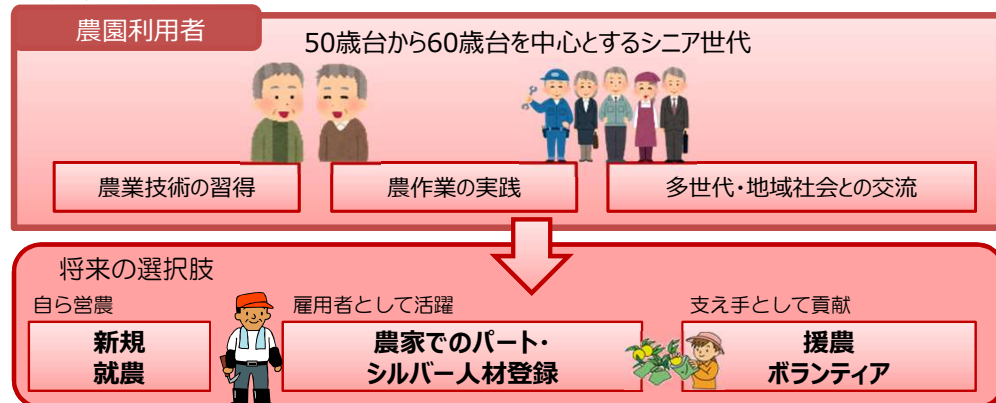 農園利用者
50歳台から60歳台を中心とするシニア世代
農業技術の習得
農作業の実践
多世代・地域社会との交流
将来の選択肢
自ら営農
新規
就農
雇用者として活躍
農家でのパート・
シルバー人材登録
支え手として貢献
援農
ボランティア